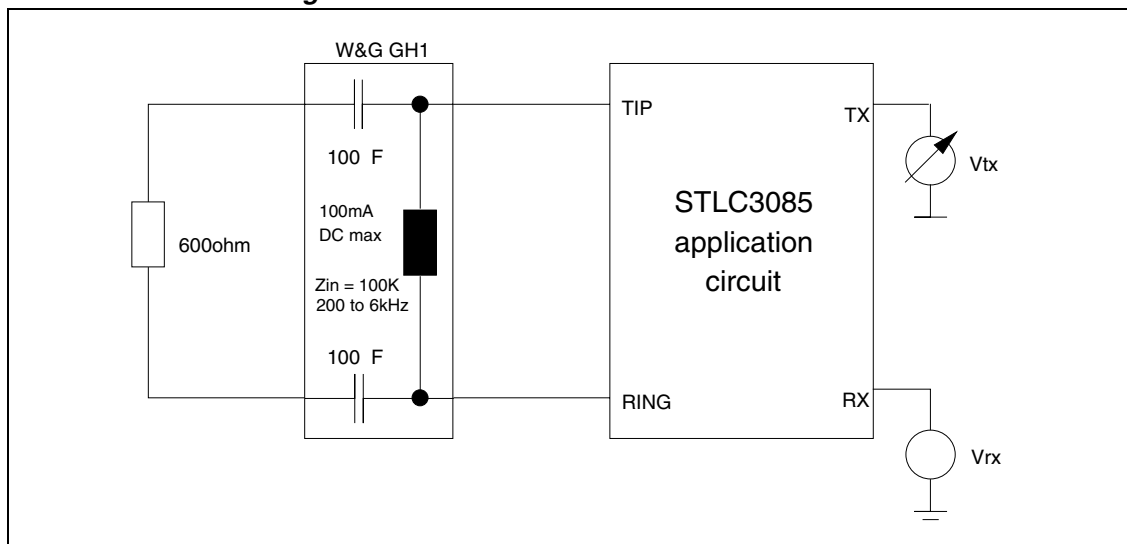 W&G GH1
100 F
100mA
DC max
Zin = 100K
200 to 6kHz
100 F
600ohm
TIP
RING
STLC3085
application
circuit
TX
RX
Vtx
Vrx